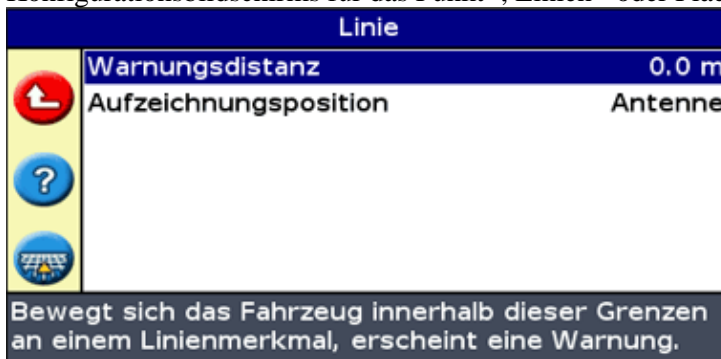 Linie
Warnungsdistanz 0.0 m
Aufzeichnungsposition Antenne
?
Bewegt sich das Fahrzeug innerhalb dieser Grenzen
an einem Linienmerkmal, erscheint eine Warnung.